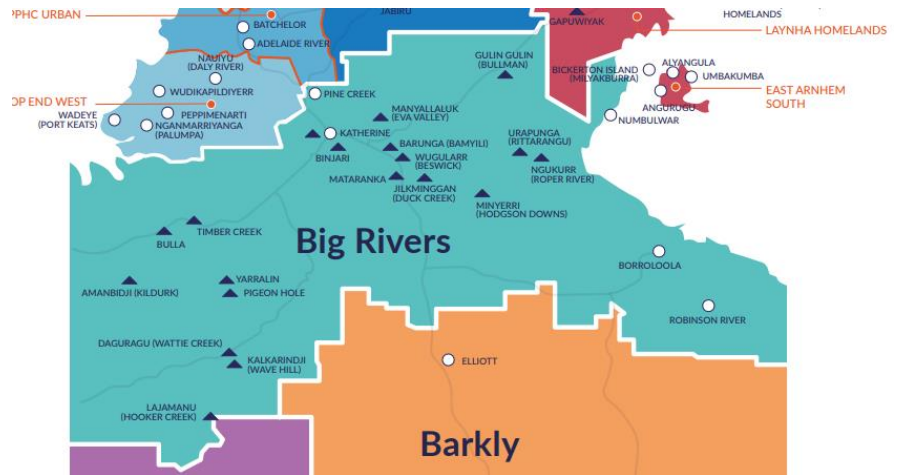 PPHC URBAN
BATCHELOR
ADELAIDE RIVER
JABIRU
GAPUWIYAK
HOMELANDS
LAYNHA HOMELANDS
NAUIYU
(DALY RIVER)
WUDIKAPILDIYERR
OP END WEST
WADEYE
(PORT KEATS)
PEPPIMENARTI
NGANMARRIYANGA
(PALUMPA)
PINE CREEK
GULIN GULIN
(BULLMAN)
BICKERTON ISLAND
(MILYAKBURRA)
ALYANGULA
UMBAKUMBA
ANGURUGU
NUMBULWAR
EAST ARNHEM
SOUTH
MANYALLALUK
(EVA VALLEY)
KATHERINE
BINJARI
BARUNGA (BAMYILI)
WUGULARR
(BESWICK)
MATARANKA
JILKMINGGAN
(DUCK CREEK)
URAPUNGA
(RITTARANGU)
NGUKURR
(ROPER RIVER)
MINYERRI
(HODGSON DOWNS)
TIMBER CREEK
BULLA
Big Rivers
BORROLOOLA
YARRALIN
AMANBIDJI (KILDURK)
PIGEON HOLE
ROBINSON RIVER
DAGURAGU (WATTIE CREEK)
KALKARINDJI
(WAVE HILL)
ELLIOTT
LAJAMANU
(HOOKER CREEK)
Barkly